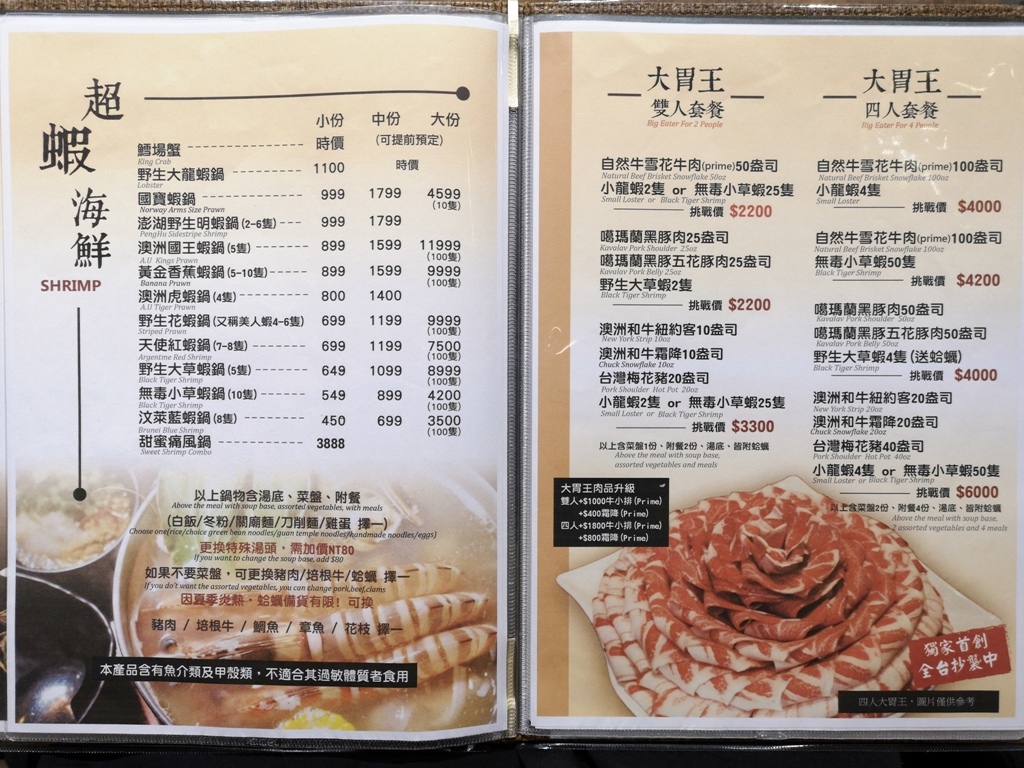 超蝦海鮮
SHRIMP
小份 中份 大份
(可提前預定)
鱈場蟹 時價
King Crab
時價
野生大龍蝦鍋 1100
Lobster
國寶蝦鍋 999 1799 4599
Norway Arms Size Prawn (10隻)
澎湖野生明蝦鍋(2-6隻) 999 1799
PengHu Sidestripe Shrimp
澳洲國王蝦鍋(5隻) 899 1599 11999
A.U Kings Prawn (100隻)
黃金香蕉蝦鍋(5-10隻) 899 1599 9999
Banana Prawn (100隻)
澳洲虎蝦鍋(4隻) 800 1400
A.U Tiger Prawn
野生花蝦鍋(又稱美人蝦4-6隻) 699 1199 9999
Striped Prawn (100隻)
天使紅蝦鍋(7-8隻) 699 1199 7500
Argentine Red Shrimp (100隻)
野生大草蝦鍋(5隻) 649 1099 8999
Black Tiger Shrimp (100隻)
無毒小草蝦鍋(10隻) 549 899 4200
Black Tiger Shrimp (100隻)
汶萊藍蝦鍋(8隻) 450 699 3500
Brunei Blue Shrimp (100隻)
甜蜜痛風鍋 3888
Sweet Shrimp Combo
以上鍋物含湯底、菜盤、附餐
Above the meal with soup base, assorted vegetables, with meals
(白飯/冬粉/關廟麵/刀削麵/雞蛋 擇一)
Choose one[rice/choice green bean noodles/guan temple noodles/handmade noodles/eggs]
更換特殊湯頭，需加價NT80
If you want to change the soup base, add $80
如果不要菜盤，可更換豬肉/培根牛/蛤蠣 擇一
If you don't want the assorted vegetables, you can change pork,beef,clams
因夏季炎熱，蛤蠣備貨有限! 可換
豬肉 / 培根牛 / 鯛魚 / 章魚 / 花枝 擇一
本產品含有魚介類及甲殼類，不適合其過敏體質者食用
大胃王
雙人套餐
Big Eater For 2 People
自然牛雪花牛肉(prime)50盎司
Natural Beef Brisket Snowflake 50oz
小龍蝦2隻 or 無毒小草蝦25隻
Small Loster or Black Tiger Shrimp
挑戰價 $2200
噶瑪蘭黑豚肉25盎司
Kavalav Pork Shoulder 25oz
噶瑪蘭黑豚五花豚肉25盎司
Kavalav Pork Belly 25oz
野生大草蝦2隻
Black Tiger Shrimp
挑戰價 $2200
澳洲和牛紐約客10盎司
New York Strip 10oz
澳洲和牛霜降10盎司
Chuck Snowflake 10oz
台灣梅花豬20盎司
Pork Shoulder Hot Pot 20oz
小龍蝦2隻 or 無毒小草蝦25隻
Small Loster or Black Tiger Shrimp
挑戰價 $3300
以上含菜盤1份、附餐2份、湯底、皆附蛤蠣
Above the meal with soup base,
assorted vegetables and meals
大胃王肉品升級
雙人+$1000牛小排(Prime)
+$400霜降(Prime)
四人+$1800牛小排(Prime)
+$800霜降(Prime)
大胃王
四人套餐
Big Eater For 4 People
自然牛雪花牛肉(prime)100盎司
Natural Beef Brisket Snowflake 100oz
小龍蝦4隻
Small Loster
挑戰價 $4000
自然牛雪花牛肉(prime)100盎司
Natural Beef Brisket Snowflake 100oz
無毒小草蝦50隻
Black Tiger Shrimp
挑戰價 $4200
噶瑪蘭黑豚肉50盎司
Kavalav Pork Shoulder 50oz
噶瑪蘭黑豚五花豚肉50盎司
Kavalav Pork Belly 50oz
野生大草蝦4隻(送蛤蠣)
Black Tiger Shrimp
挑戰價 $4000
澳洲和牛紐約客20盎司
New York Strip 20oz
澳洲和牛霜降20盎司
Chuck Snowflake 20oz
台灣梅花豬40盎司
Pork Shoulder Hot Pot 40oz
小龍蝦4隻 or 無毒小草蝦50隻
Small Loster or Black Tiger Shrimp
挑戰價 $6000
以上含菜盤2份、附餐4份、湯底、皆附蛤蠣
Above the meal with soup base,
2 assorted vegetables and 4 meals
獨家首創
全台抄襲中
四人大胃王、圖片僅供參考